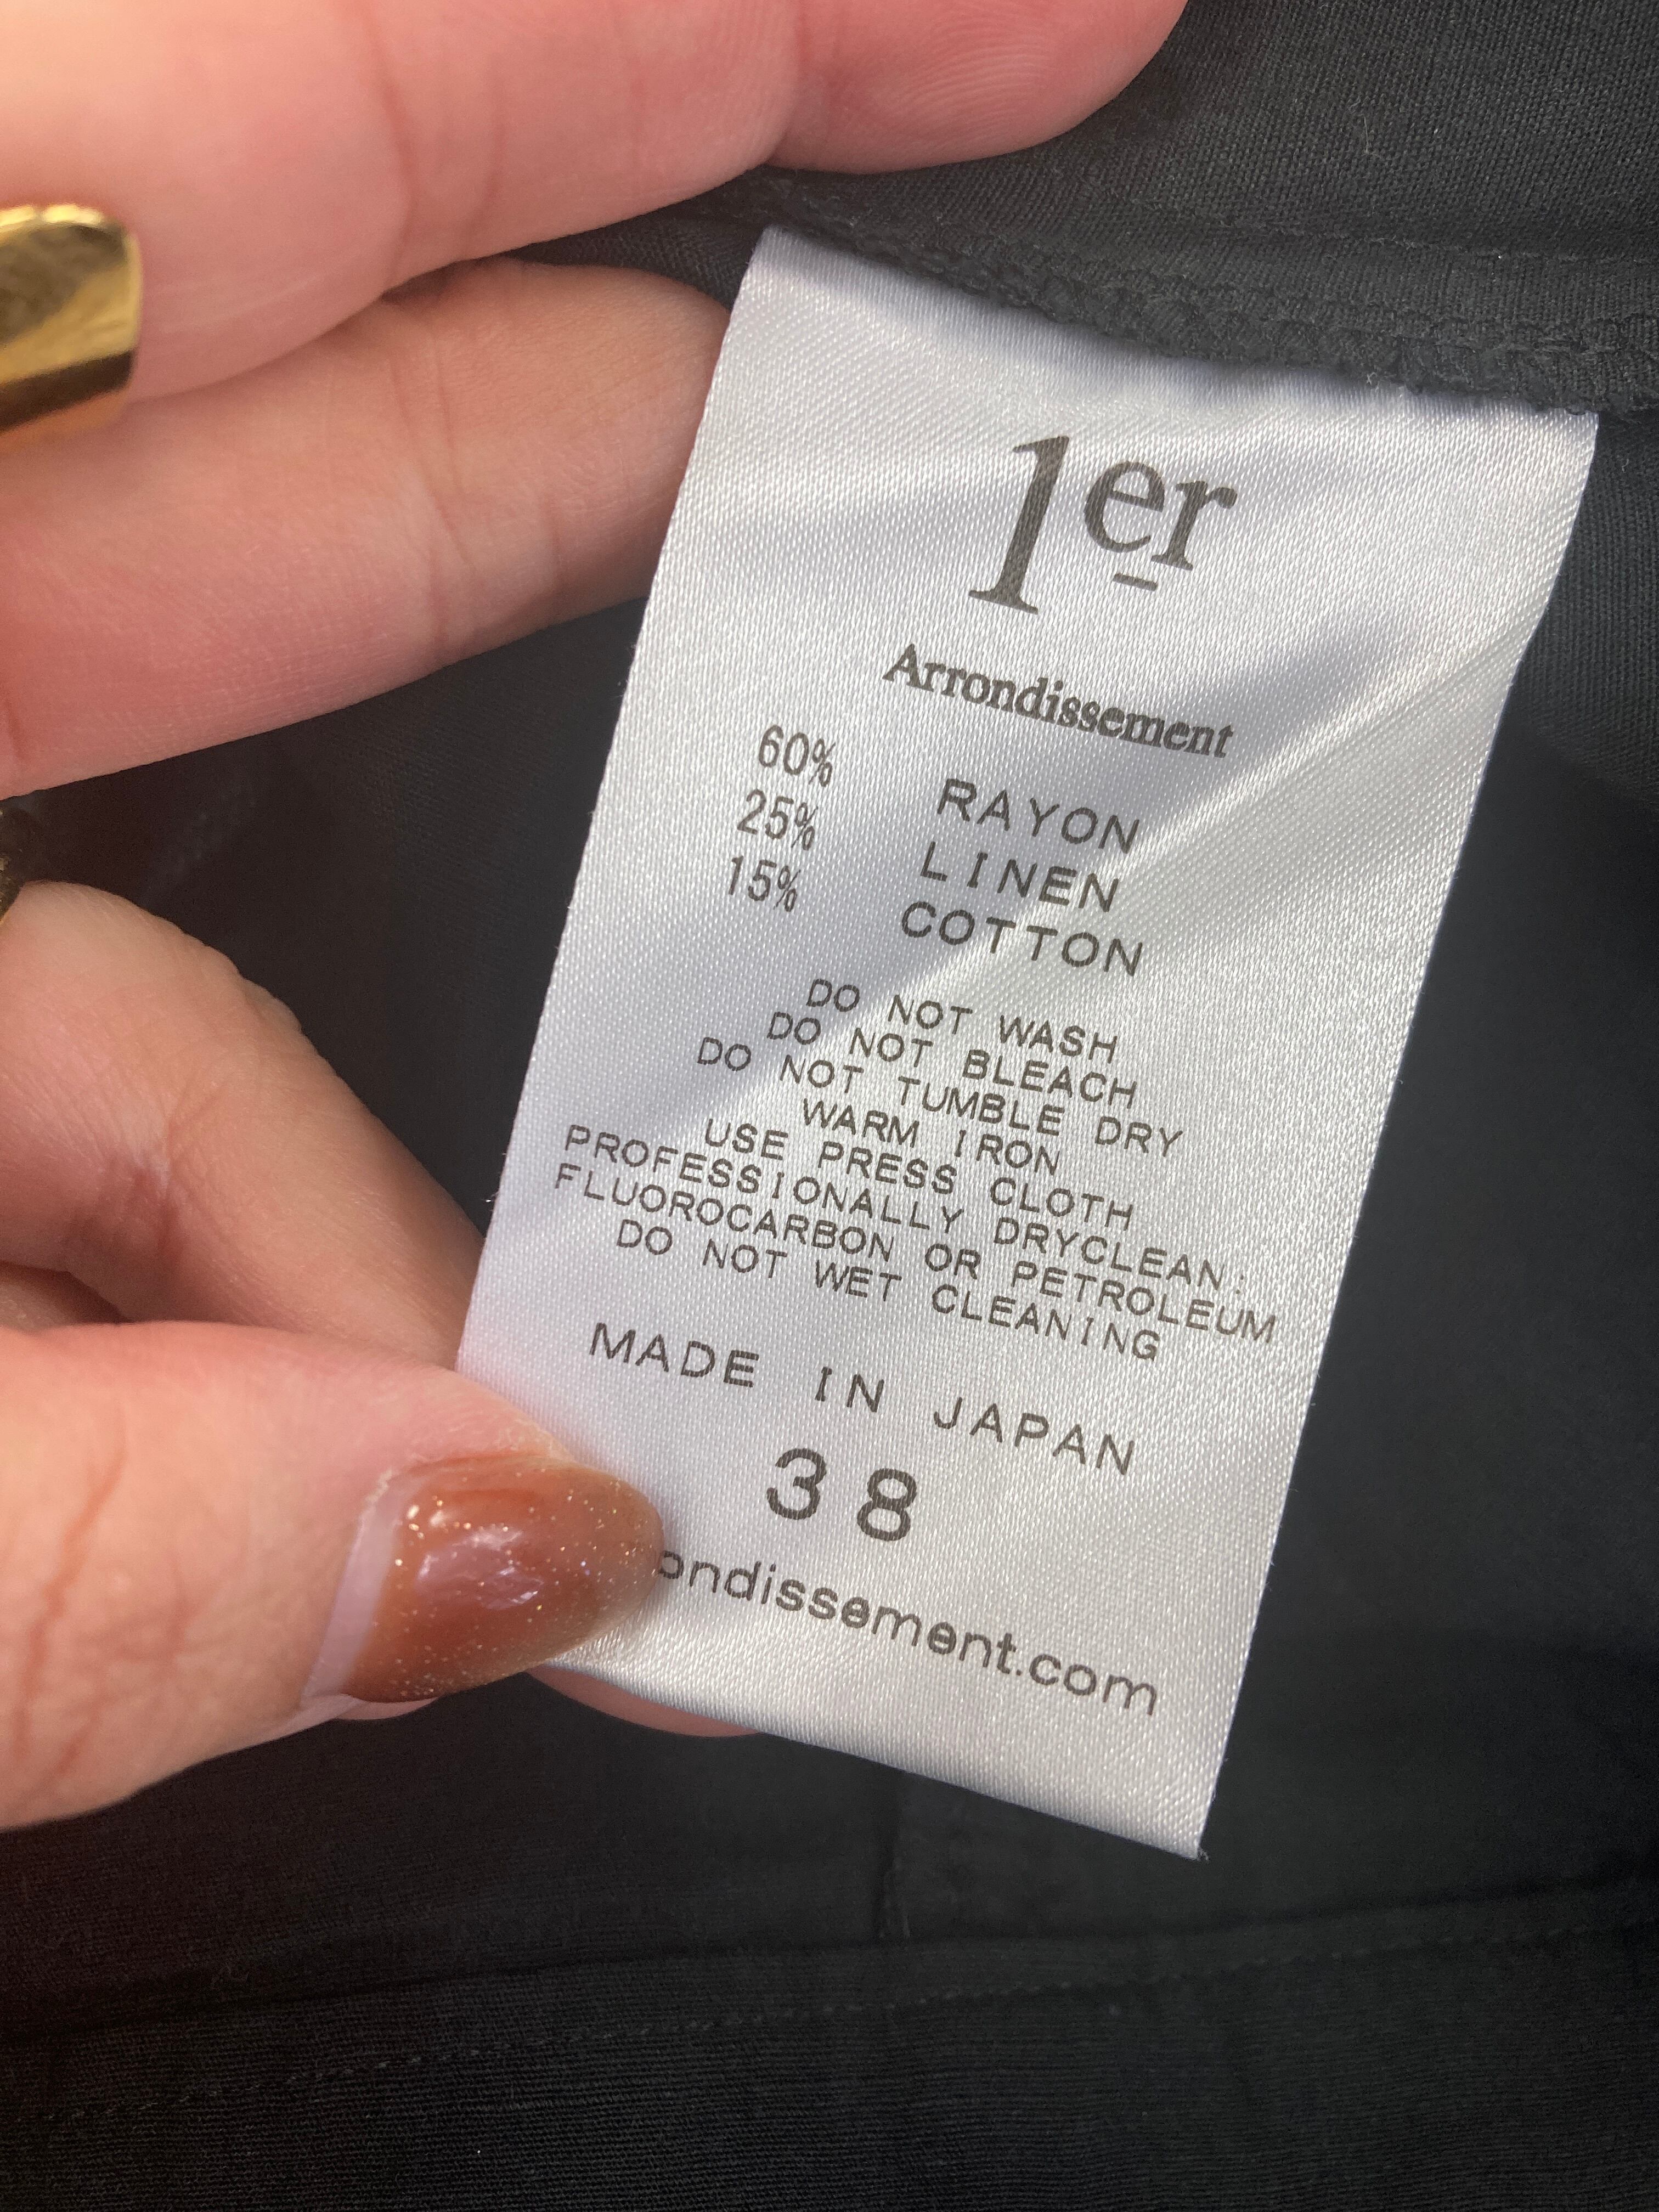 1er
Arrondissement
60% RAYON
25% LINEN
15% COTTON
DO NOT WASH
DO NOT BLEACH
DO NOT TUMBLE DRY
WARM IRON
USE PRESS CLOTH
PROFESSIONALLY DRYCLEAN:
FLUOROCARBON OR PETROLEUM
DO NOT WET CLEANING
MADE IN JAPAN
38
ondissement.com